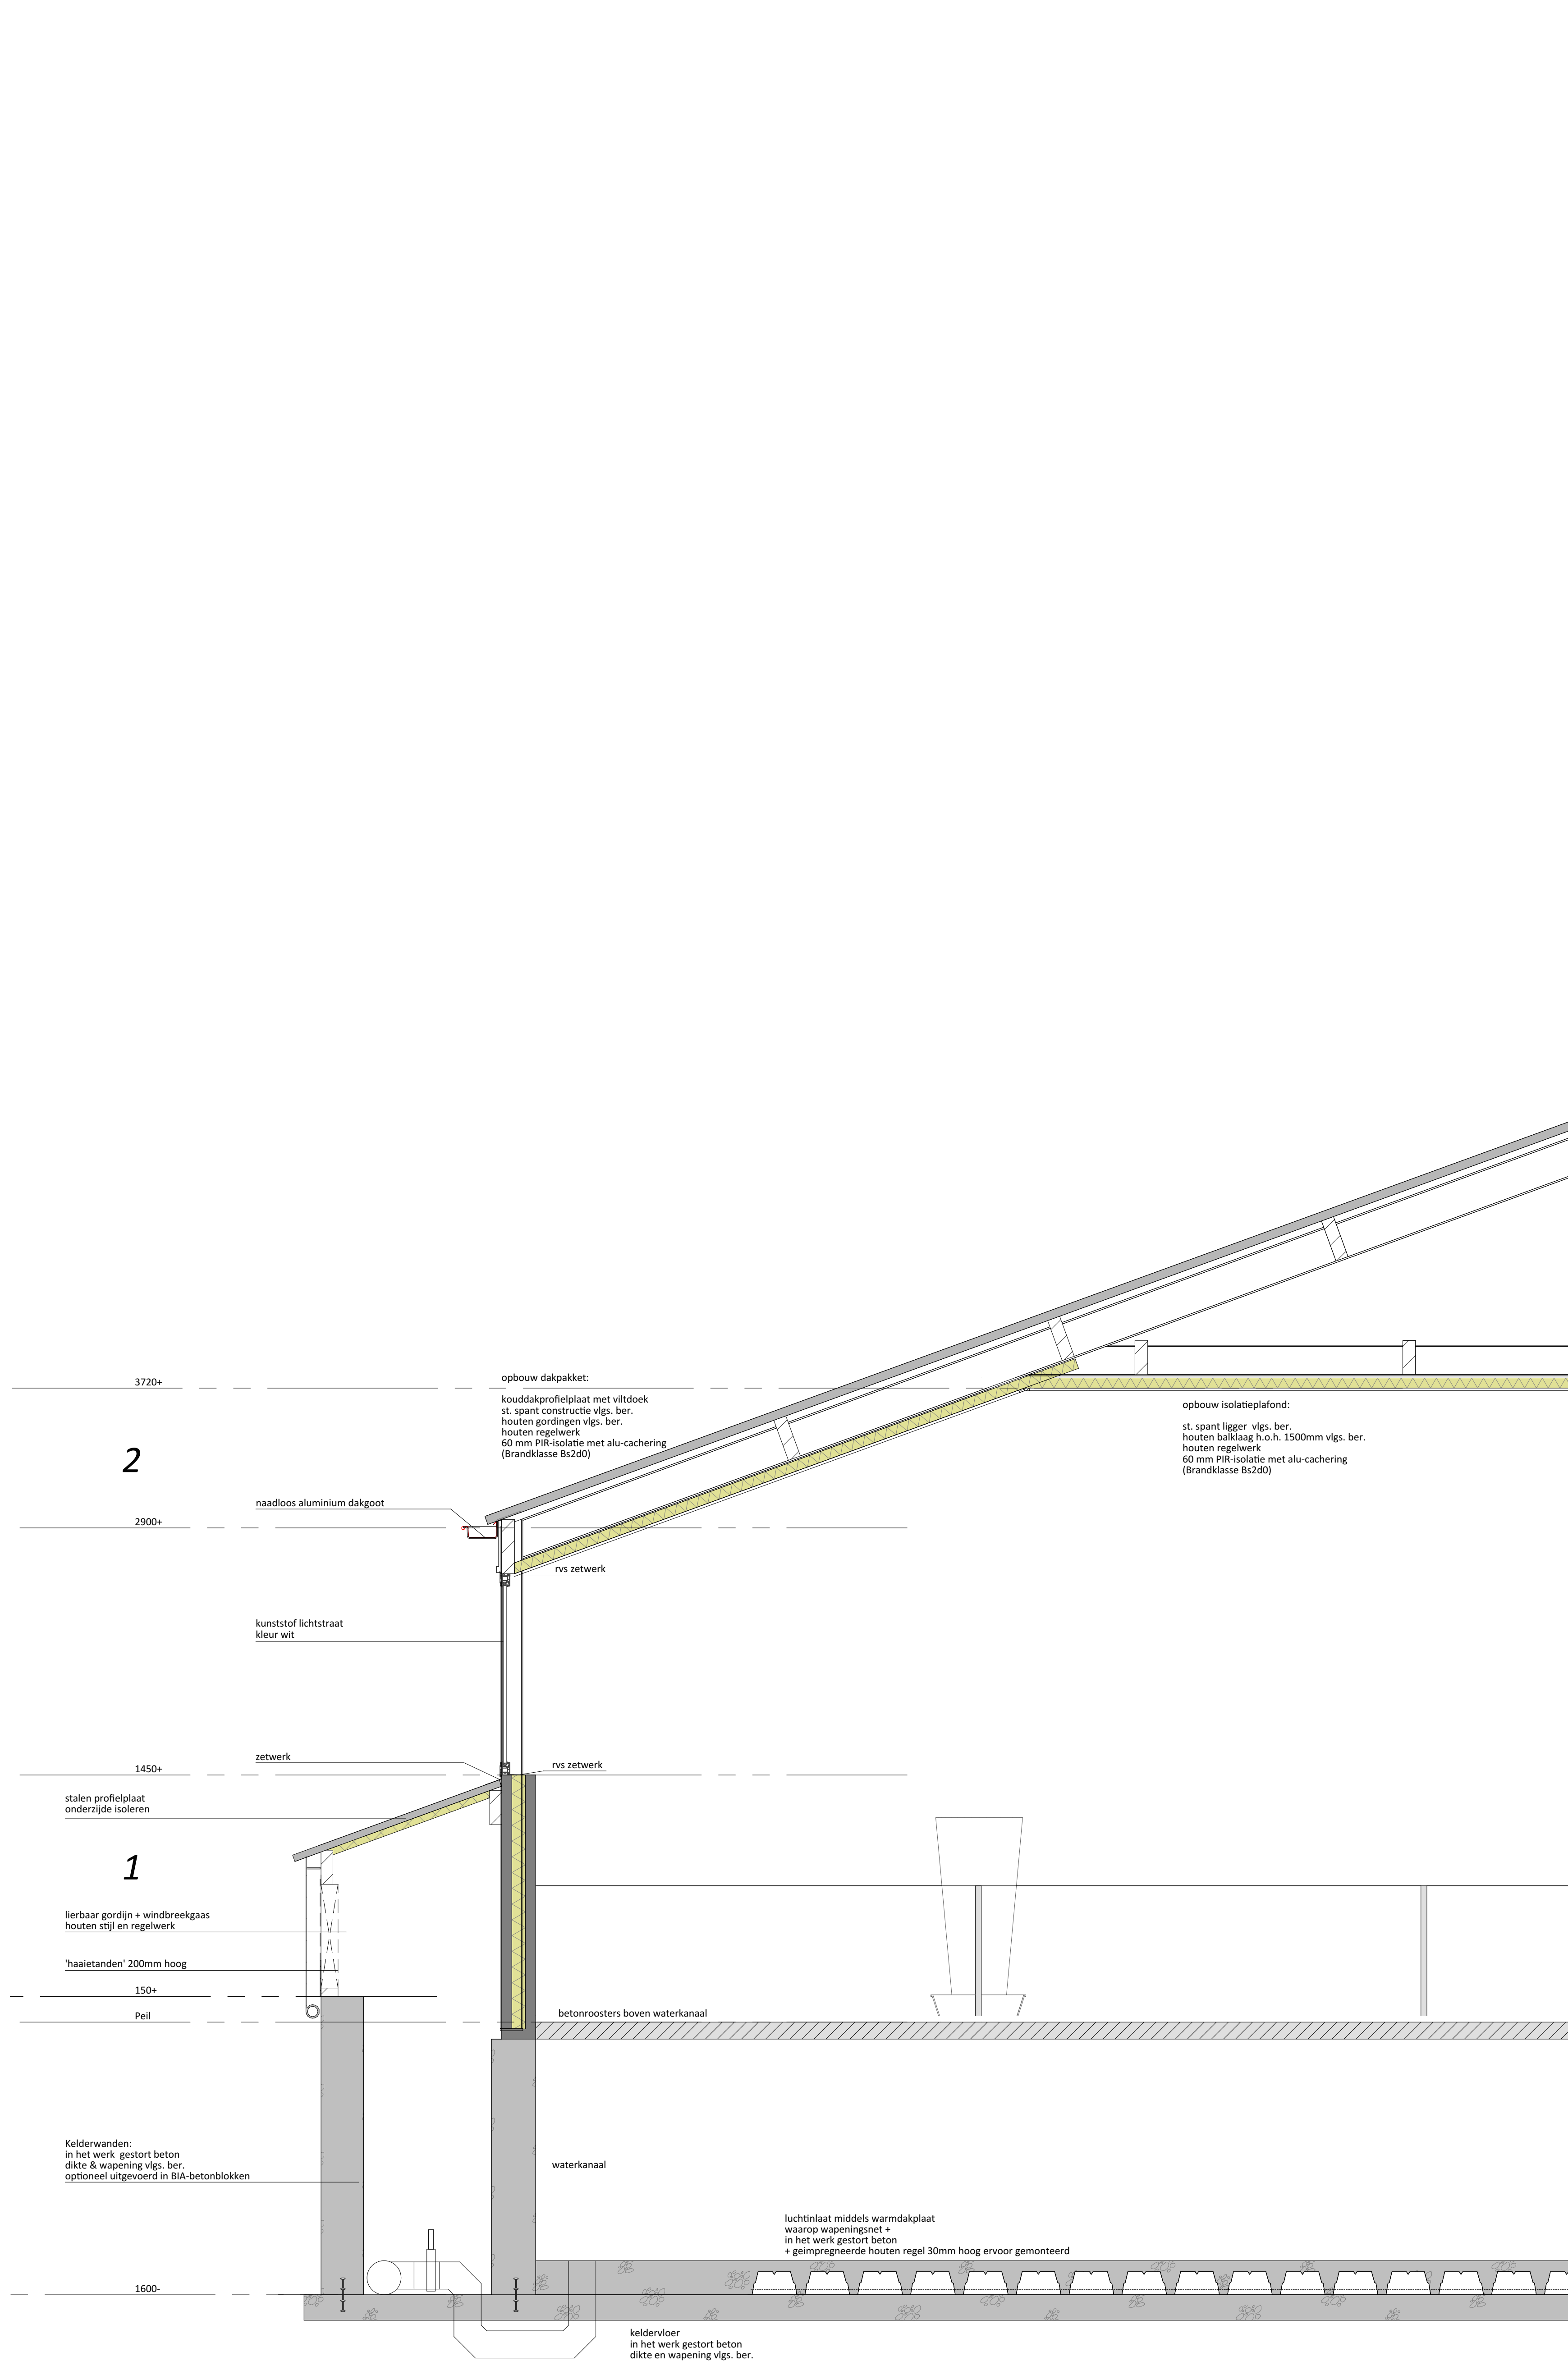 3720+
opbouw dakpakket:
kouddakprofielplaat met viltdoek
st. spant constructie vlgs. ber.
houten gordingen vlgs. ber.
houten regelwerk
60 mm PIR-isolatie met alu-cachering
(Brandklasse Bs2d0)
opbouw isolatieplafond:
st. spant ligger vlgs. ber.
houten balklaag h.o.h. 1500mm vlgs. ber.
houten regelwerk
60 mm PIR-isolatie met alu-cachering
(Brandklasse Bs2d0)
2
naadloos aluminium dakgoot
2900+
rvs zetwerk
kunststof lichtstraat
kleur wit
zetwerk
rvs zetwerk
1450+
stalen profielplaat
onderzijde isoleren
1
lierbaar gordijn + windbreekgaas
houten stijl en regelwerk
'haaietanden' 200mm hoog
150+
Peil
betonroosters boven waterkanaal
Kelderwanden:
in het werk gestort beton
dikte & wapening vlgs. ber.
optioneel uitgevoerd in BIA-betonblokken
waterkanaal
luchtinlaat middels warmdakplaat
waarop wapeningsnet +
in het werk gestort beton
+ geimpregneerde houten regel 30mm hoog ervoor gemonteerd
1600-
keldervloer
in het werk gestort beton
dikte en wapening vlgs. ber.